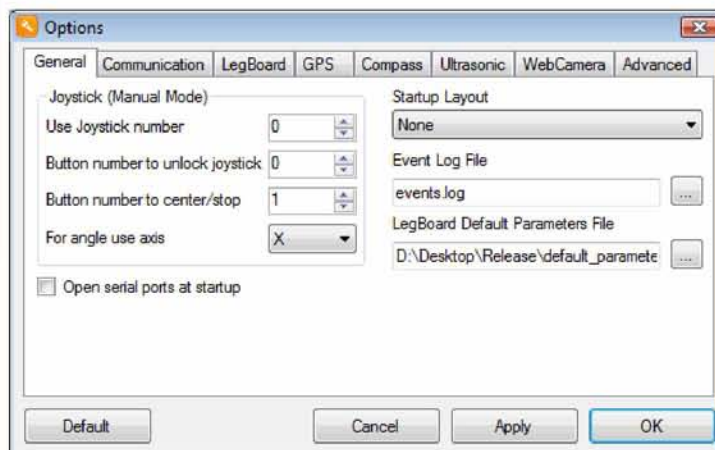 Options
General Communication LegBoard GPS Compass Ultrasonic WebCamera Advanced
Joystick (Manual Mode)
Use Joystick number 0
Button number to unlock joystick 0
Button number to center/stop 1
For angle use axis X
Open serial ports at startup
Startup Layout
None
Event Log File
events.log ...
LegBoard Default Parameters File
D:\Desktop\Release\default_paramete ...
Default Cancel Apply OK